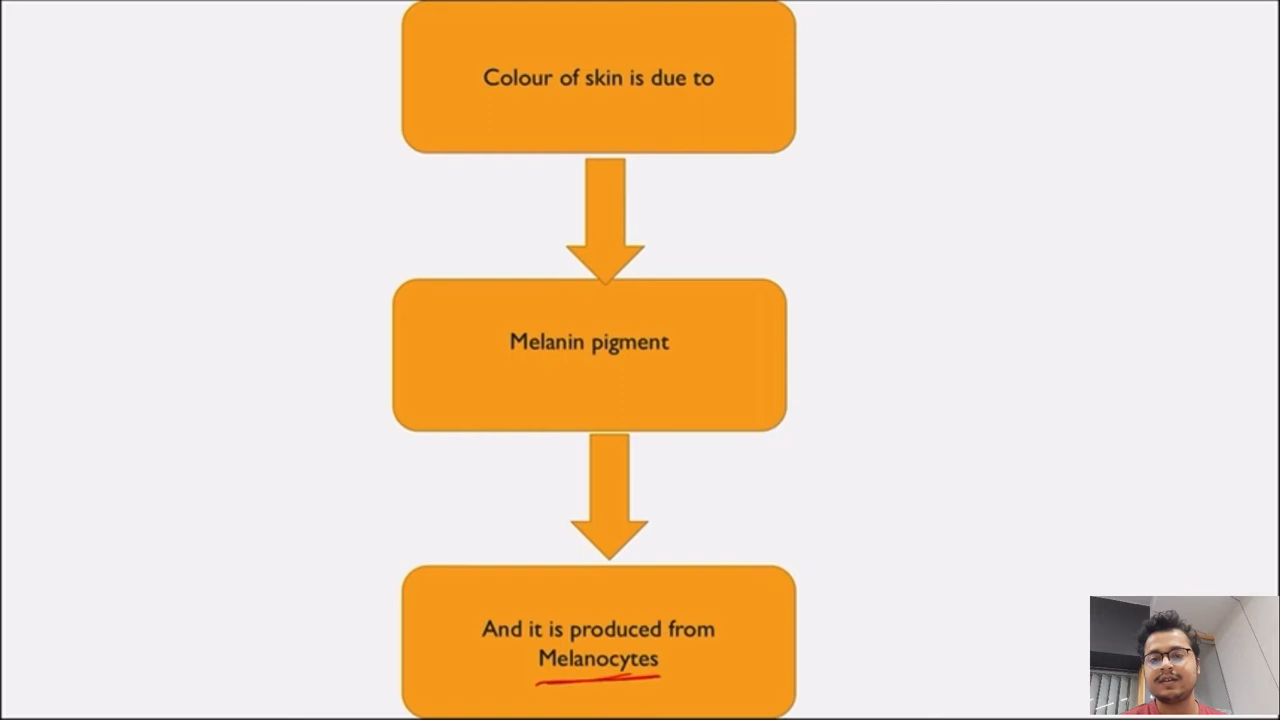 Colour of skin is due to
Melanin pigment
And it is produced from
Melanocytes